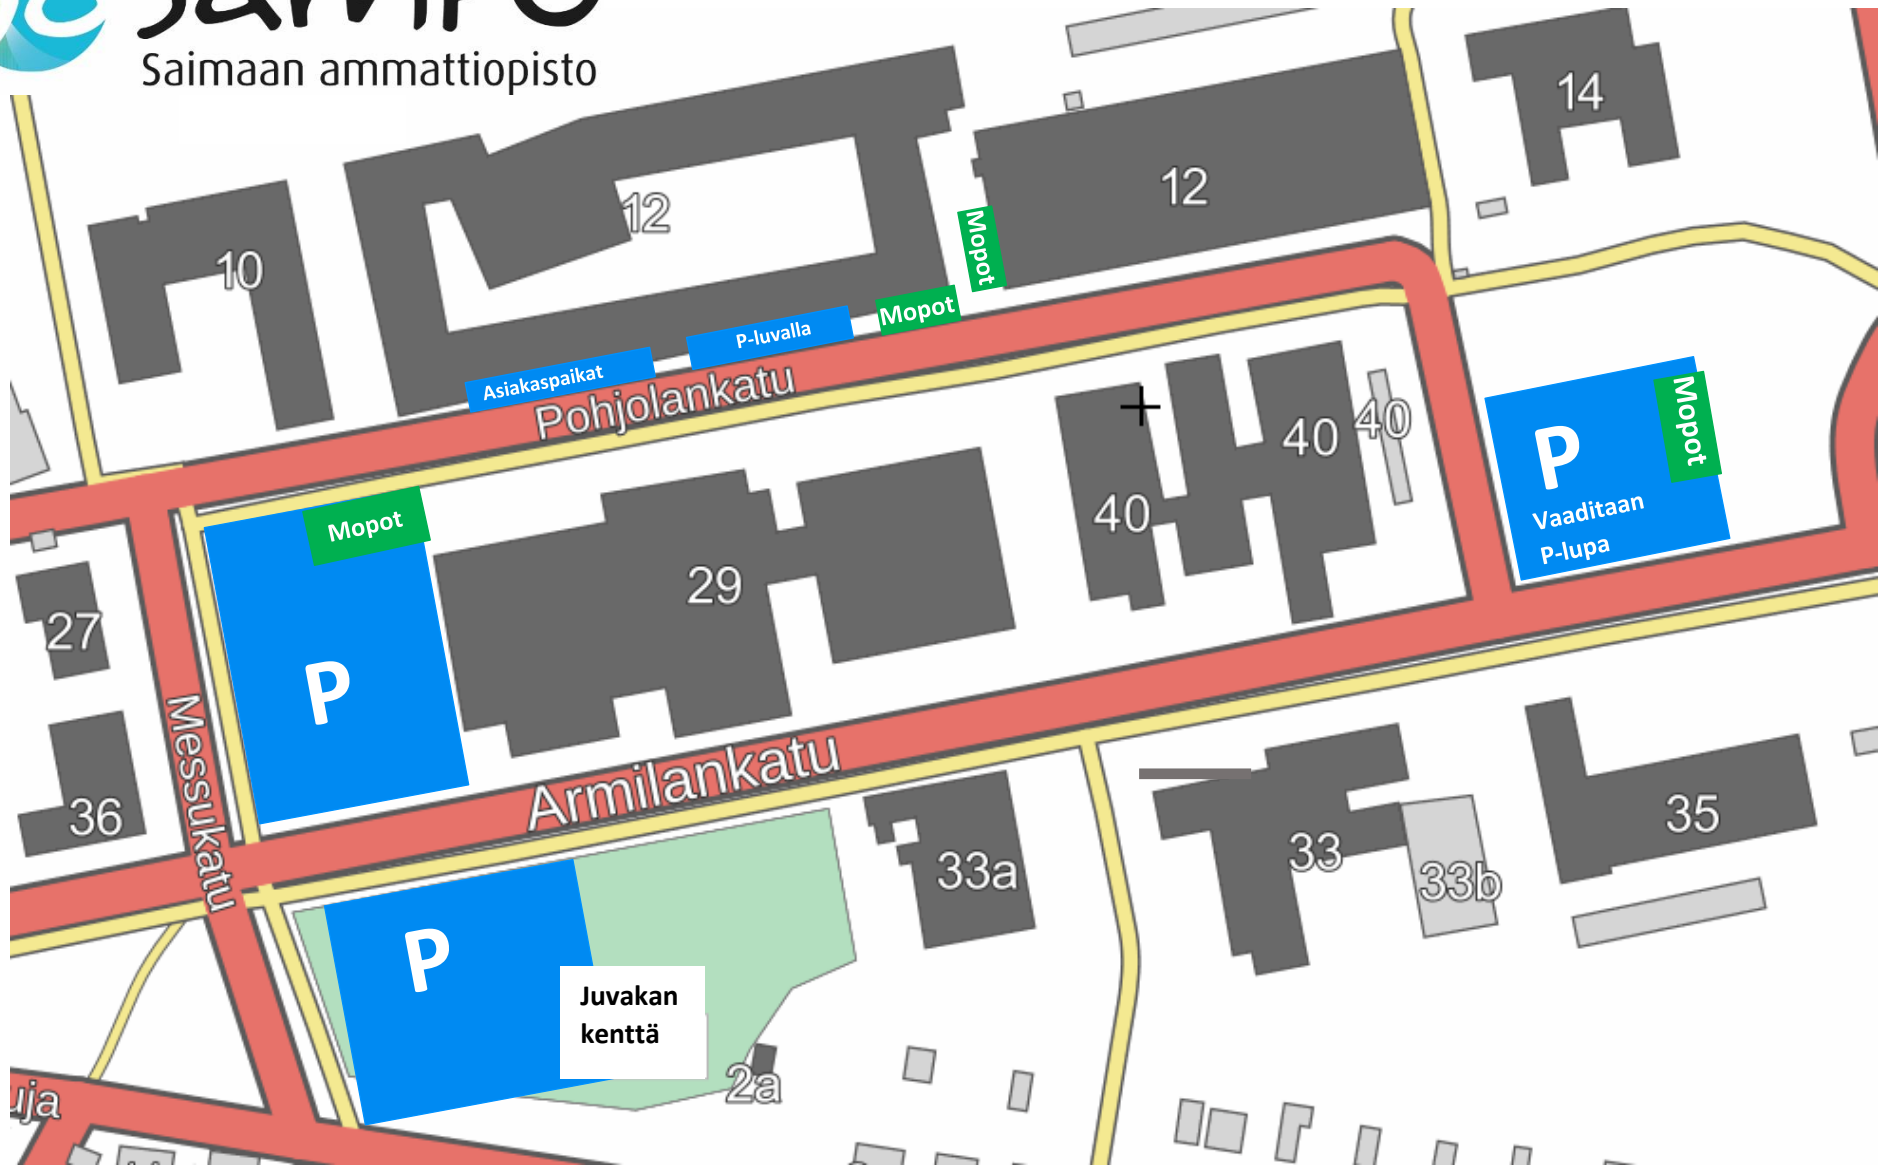 sampo
Saimaan ammattiopisto
14
12
12
10
Mopot
Mopot
P-luvalla
Asiakaspaikat
Pohjolankatu
40
40
40
P
Mopot
Vaaditaan
P-lupa
Mopot
29
27
P
Messukatu
36
Armilankatu
33a
33
33b
35
P
Juvakan
kenttä
2a
uja